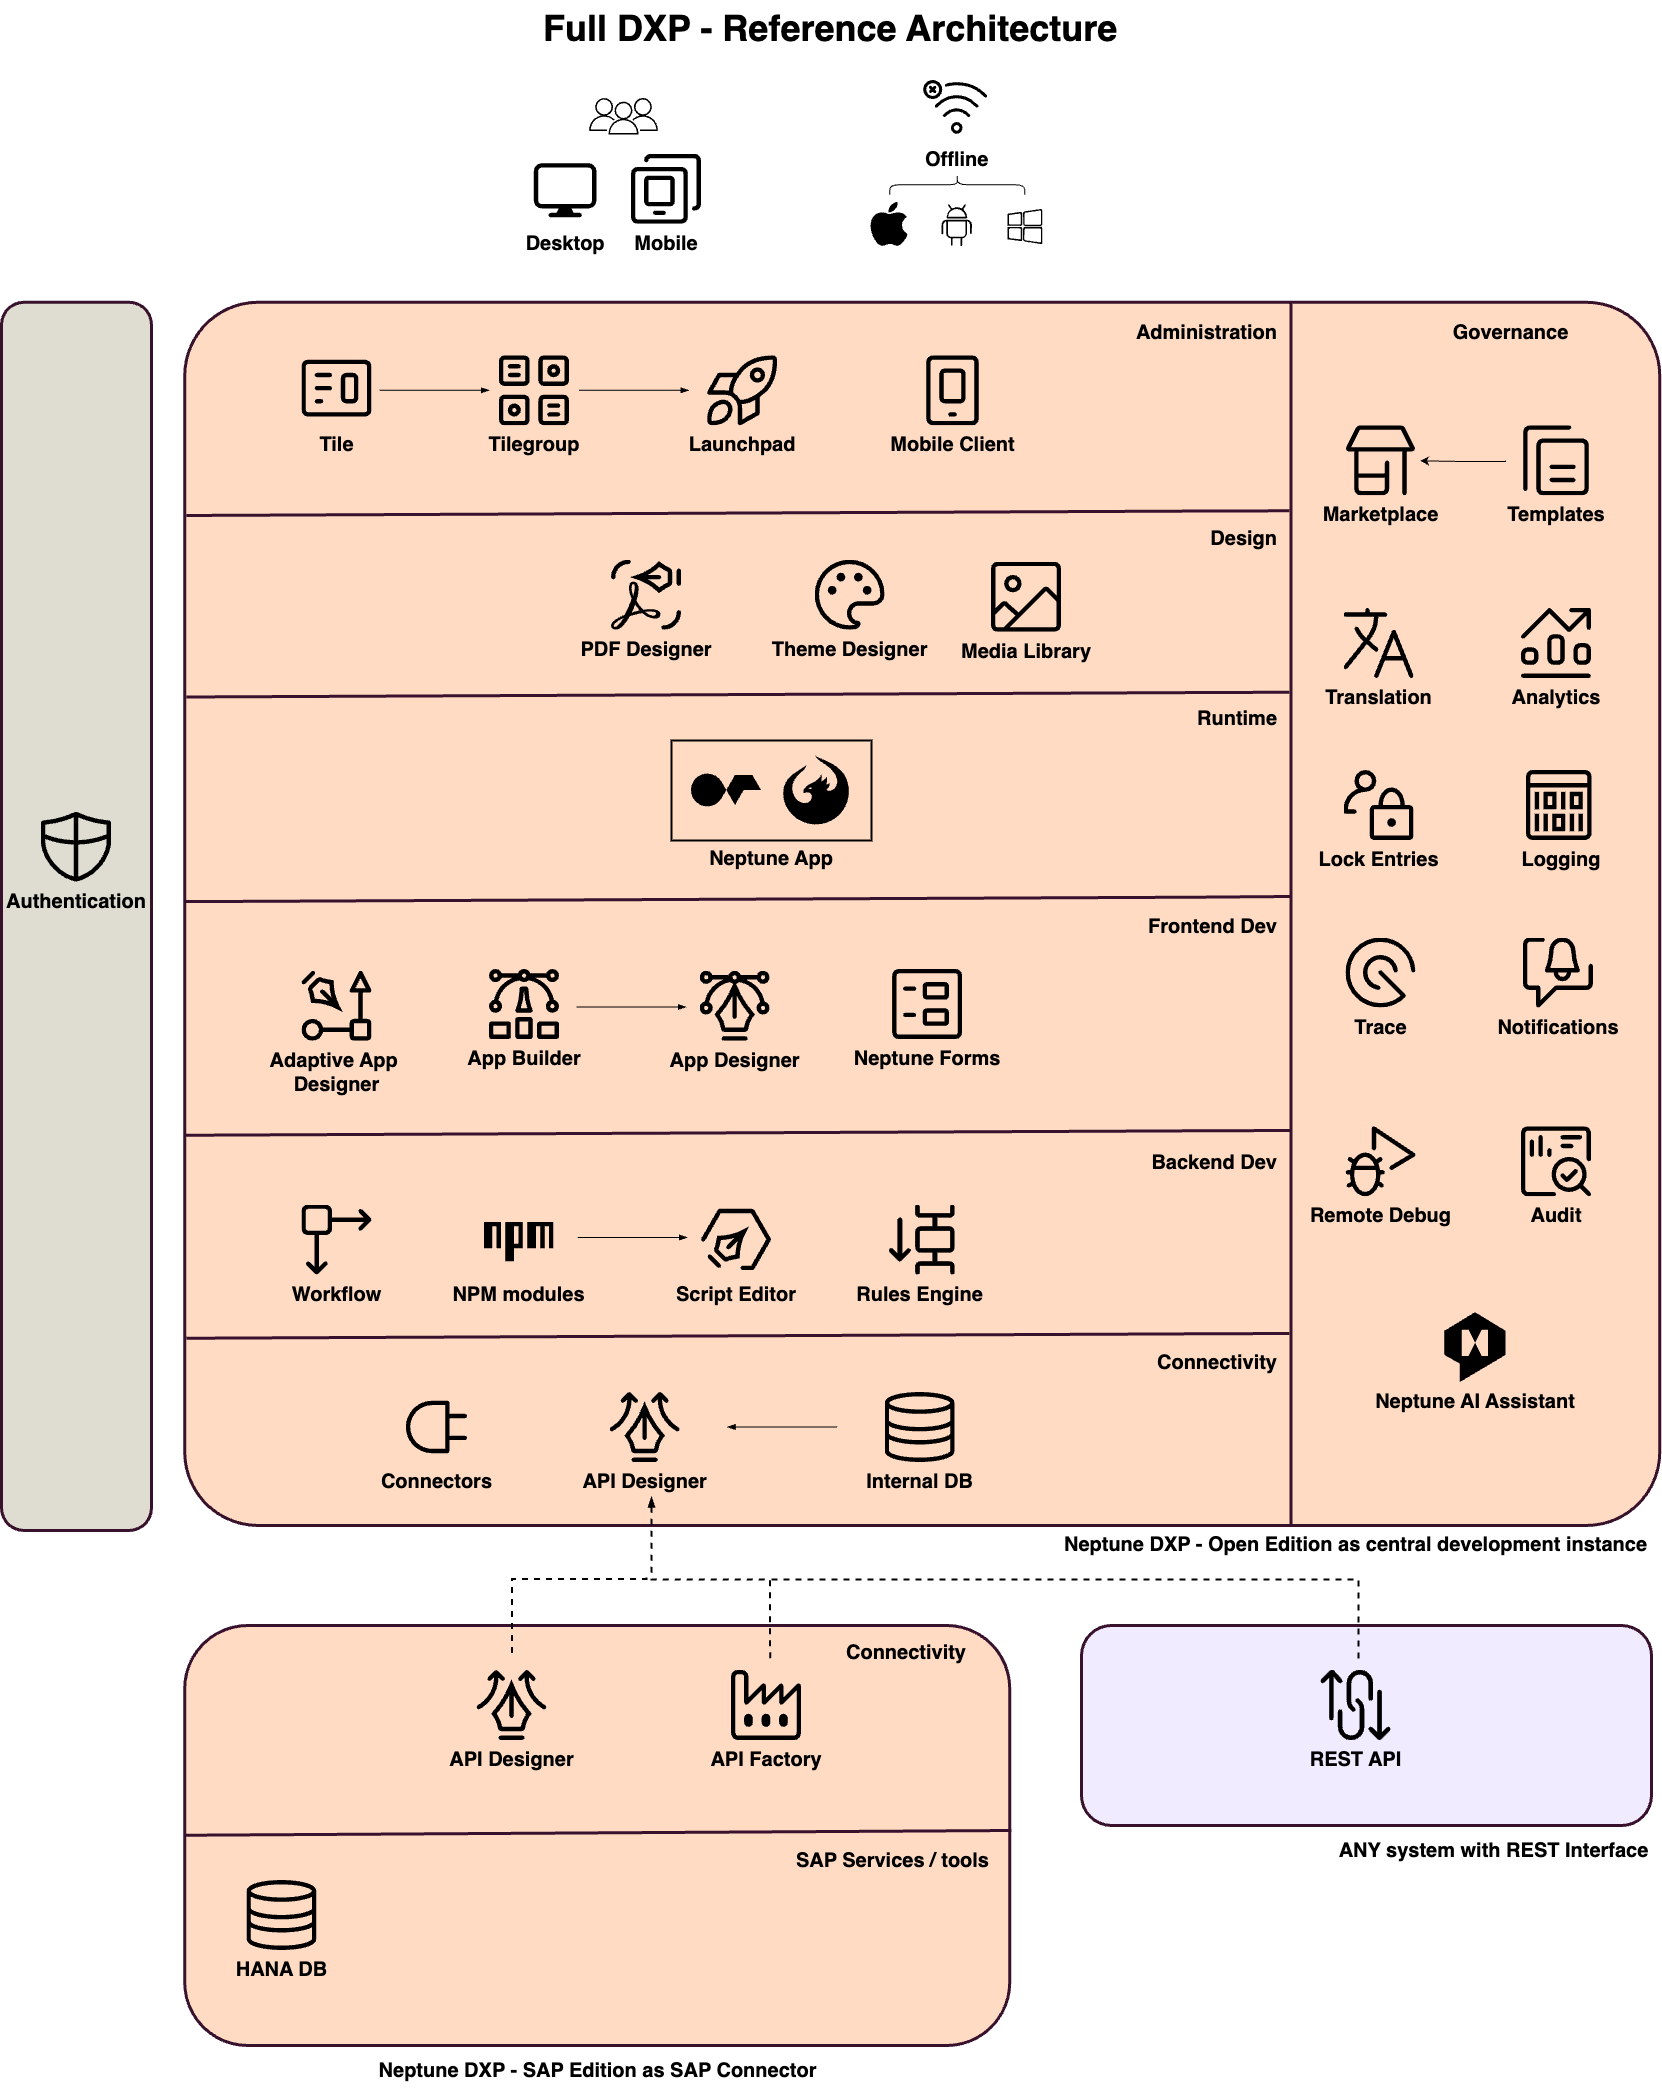 Full DXP - Reference Architecture
Offline
Desktop
Mobile
Authentication
Administration
Tile
Tilegroup
Launchpad
Mobile Client
Design
PDF Designer
Theme Designer
Media Library
Runtime
Neptune App
Frontend Dev
Adaptive App
Designer
App Builder
App Designer
Neptune Forms
Backend Dev
npm
Workflow
NPM modules
Script Editor
Rules Engine
Connectivity
Connectors
API Designer
Internal DB
Governance
Marketplace
Templates
Translation
Analytics
Lock Entries
Logging
Trace
Notifications
Remote Debug
Audit
Neptune AI Assistant
Neptune DXP - Open Edition as central development instance
Connectivity
API Designer
API Factory
SAP Services / tools
HANA DB
Neptune DXP - SAP Edition as SAP Connector
REST API
ANY system with REST Interface